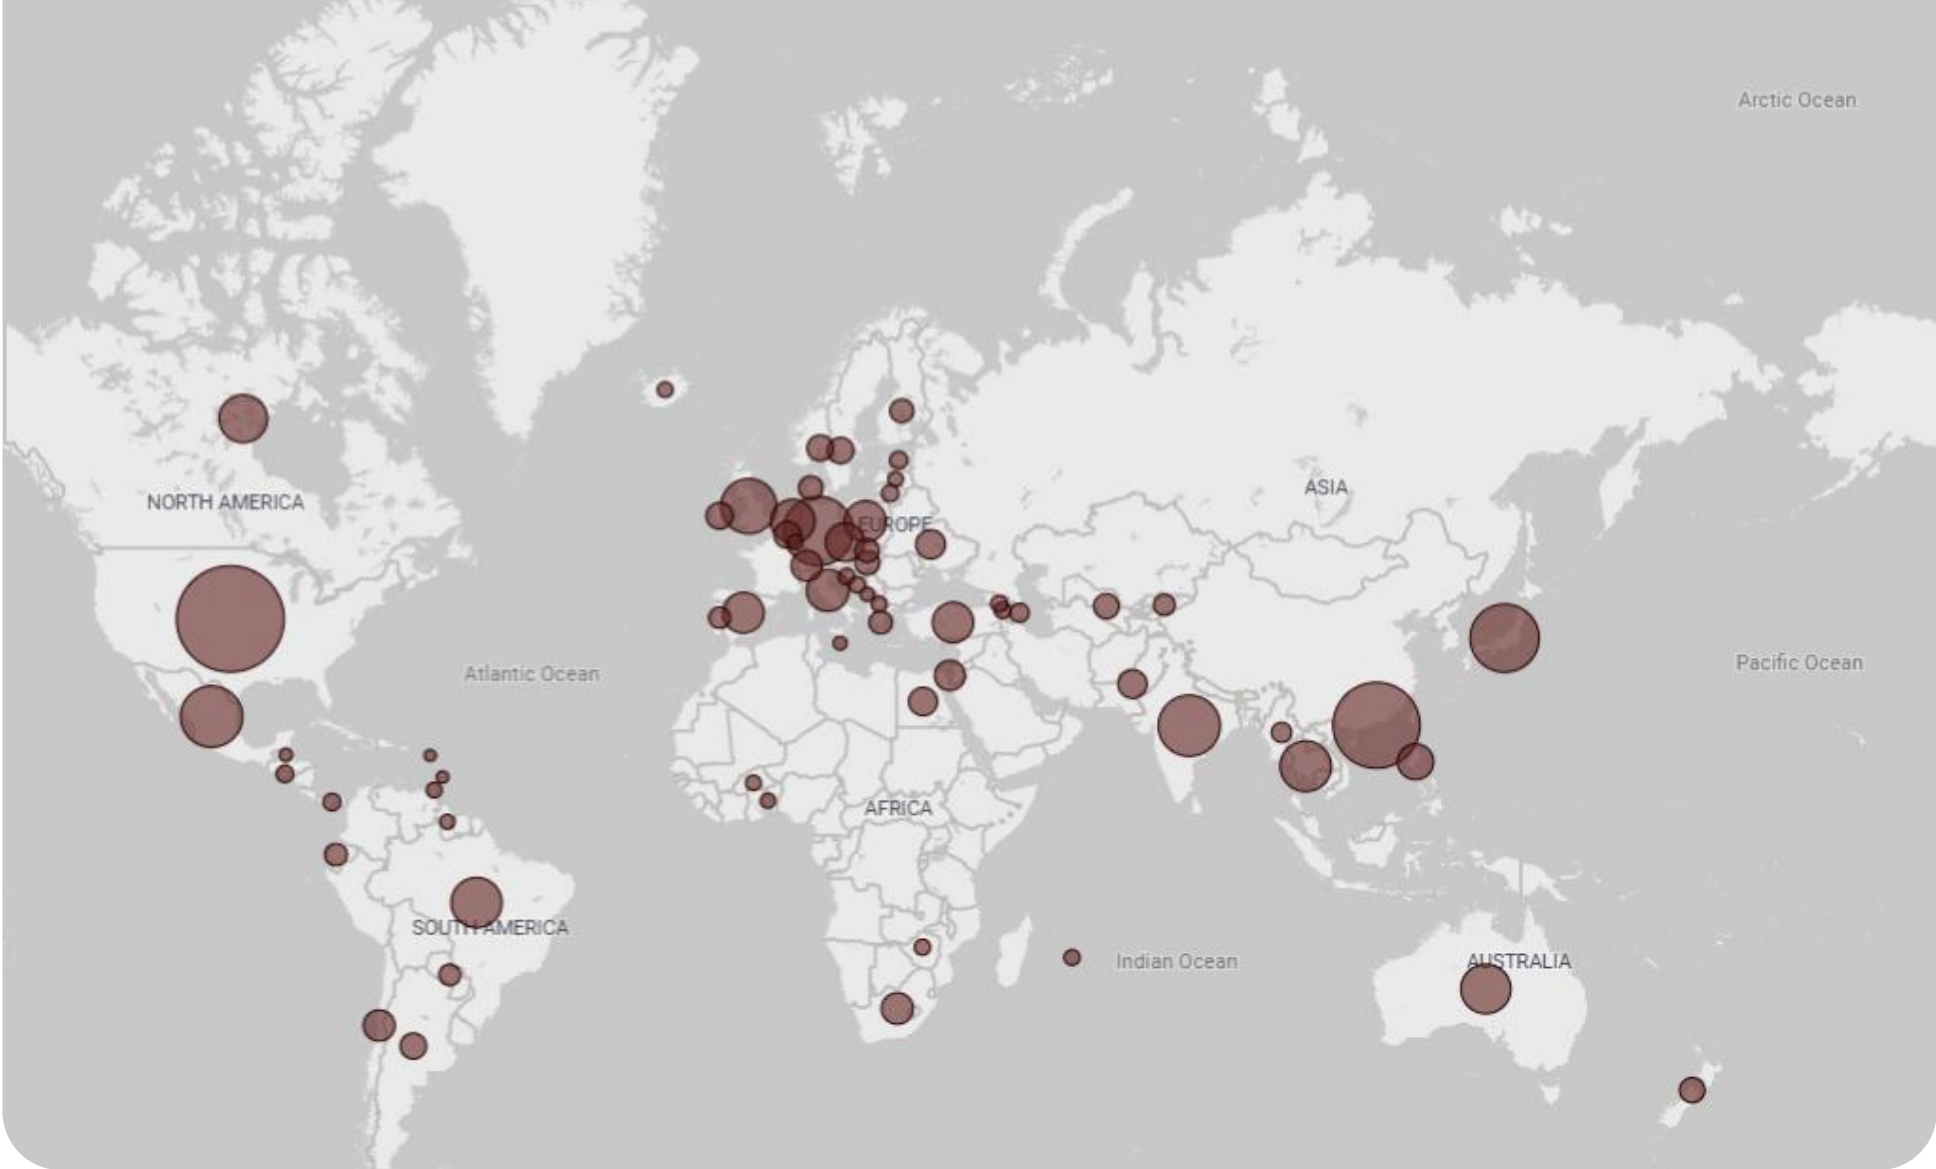 Arctic Ocean
ASIA
NORTH AMERICA
EUROPE
Pacific Ocean
Atlantic Ocean
AFRICA
SOUTH AMERICA
Indian Ocean
AUSTRALIA